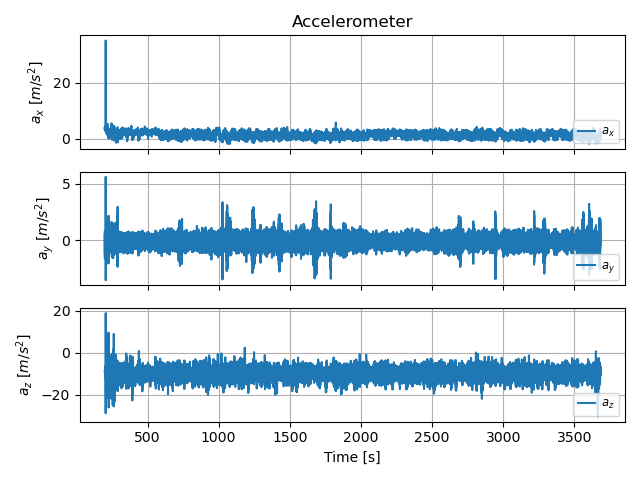 Accelerometer
a_x [m/s^2]
20
0
a_x
a_y [m/s^2]
5
0
a_y
a_z [m/s^2]
20
0
−20
a_z
500 1000 1500 2000 2500 3000 3500
Time [s]